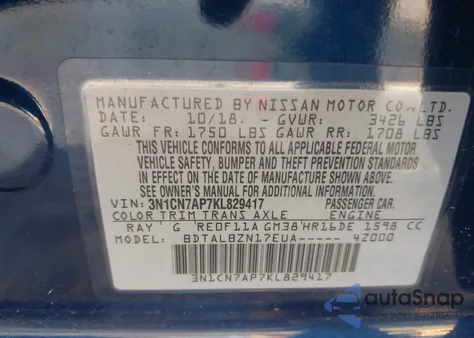 MANUFACTURED BY NISSAN MOTOR CO., LTD.
DATE: 10/18. GVWR: 3426 LBS
GAWR FR: 1750 LBS GAWR RR: 1708 LBS
THIS VEHICLE CONFORMS TO ALL APPLICABLE FEDERAL MOTOR
VEHICLE SAFETY, BUMPER AND THEFT PREVENTION STANDARDS
IN EFFECT ON THE DATE OF MANUFACTURE SHOWN ABOVE.
SEE OWNER'S MANUAL FOR ADDITIONAL INFORMATION.
VIN: 3N1CN7AP7KL829417 PASSENGER CAR.
COLOR TRIM TRANS AXLE ENGINE
RAY' G 'RE0F11A GM38'HR16DE 1598 CC
MODEL: BDTALBZN17EUA----- 4Z000
3N1CN7AP7KL829417
autoSnap